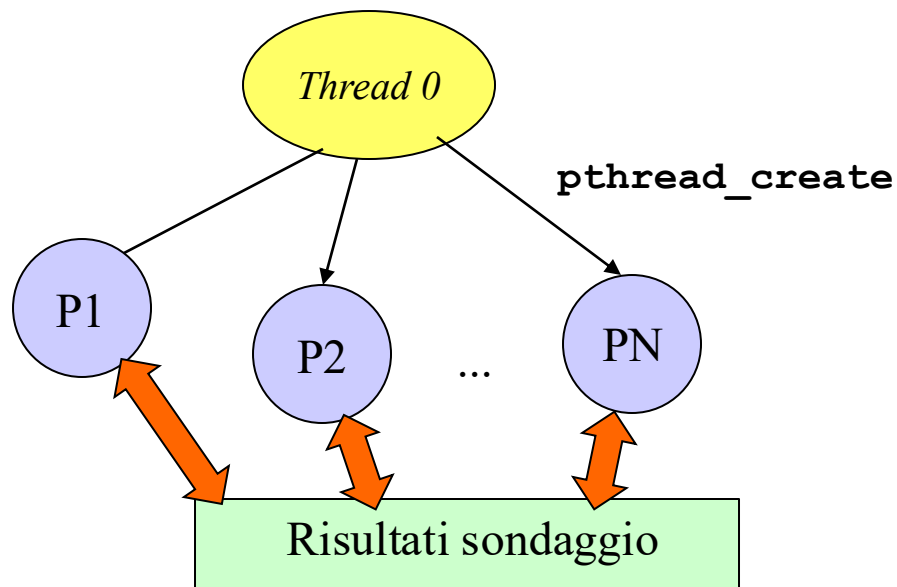 Thread 0
pthread_create
P1
P2
...
PN
Risultati sondaggio